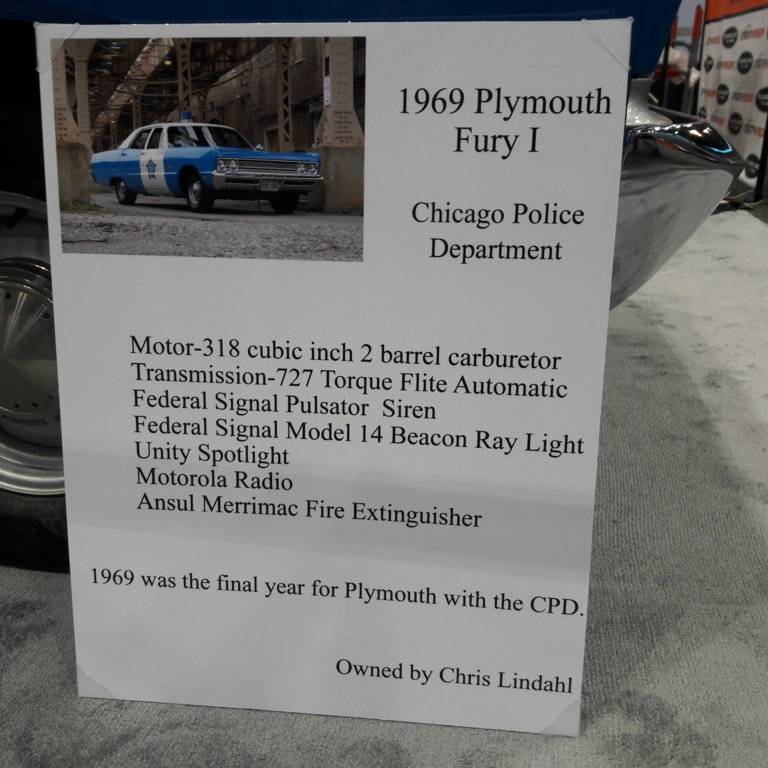 1969 Plymouth
Fury I
Chicago Police
Department
Motor-318 cubic inch 2 barrel carburetor
Transmission-727 Torque Flite Automatic
Federal Signal Pulsator Siren
Federal Signal Model 14 Beacon Ray Light
Unity Spotlight
Motorola Radio
Ansul Merrimac Fire Extinguisher
1969 was the final year for Plymouth with the CPD.
Owned by Chris Lindahl